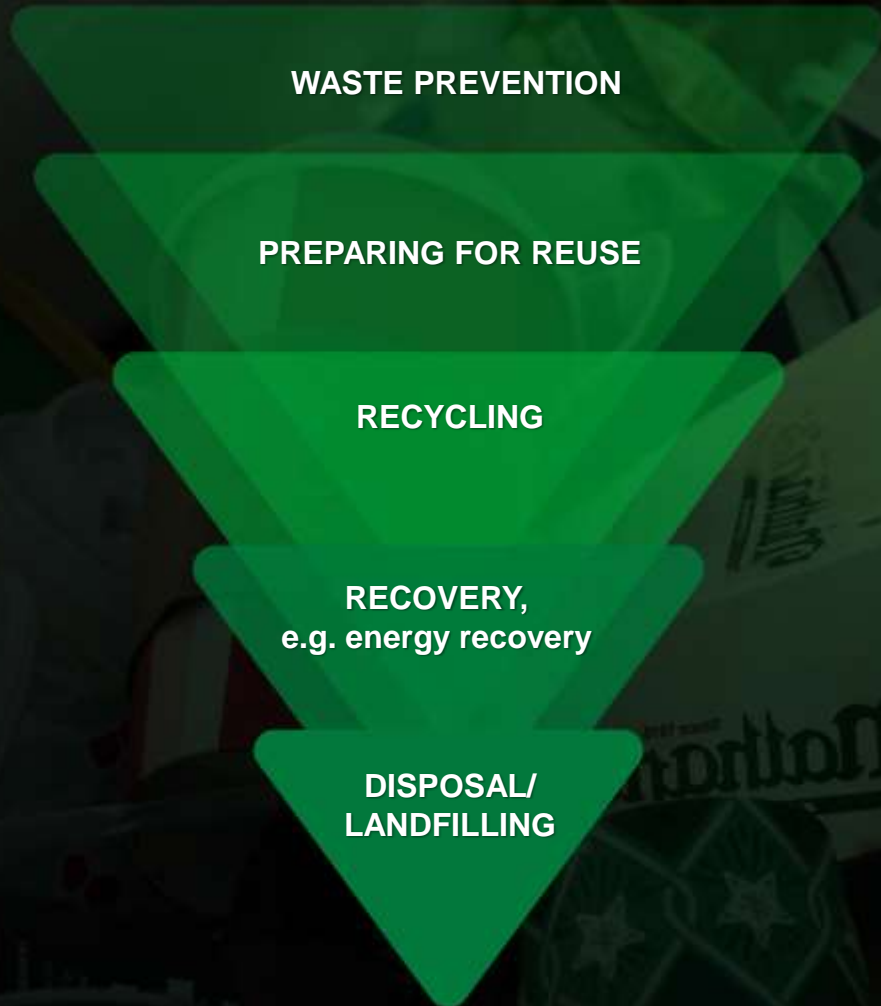 WASTE PREVENTION
PREPARING FOR REUSE
RECYCLING
RECOVERY,
e.g. energy recovery
DISPOSAL/
LANDFILLING